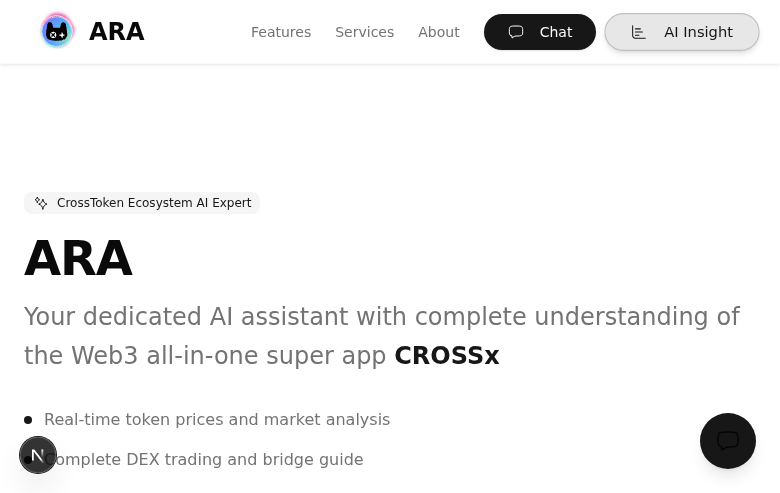 ARA
Features
Services
About
Chat
AI Insight
CrossToken Ecosystem AI Expert
ARA
Your dedicated AI assistant with complete understanding of
the Web3 all-in-one super app CROSSx
Real-time token prices and market analysis
N
Complete DEX trading and bridge guide